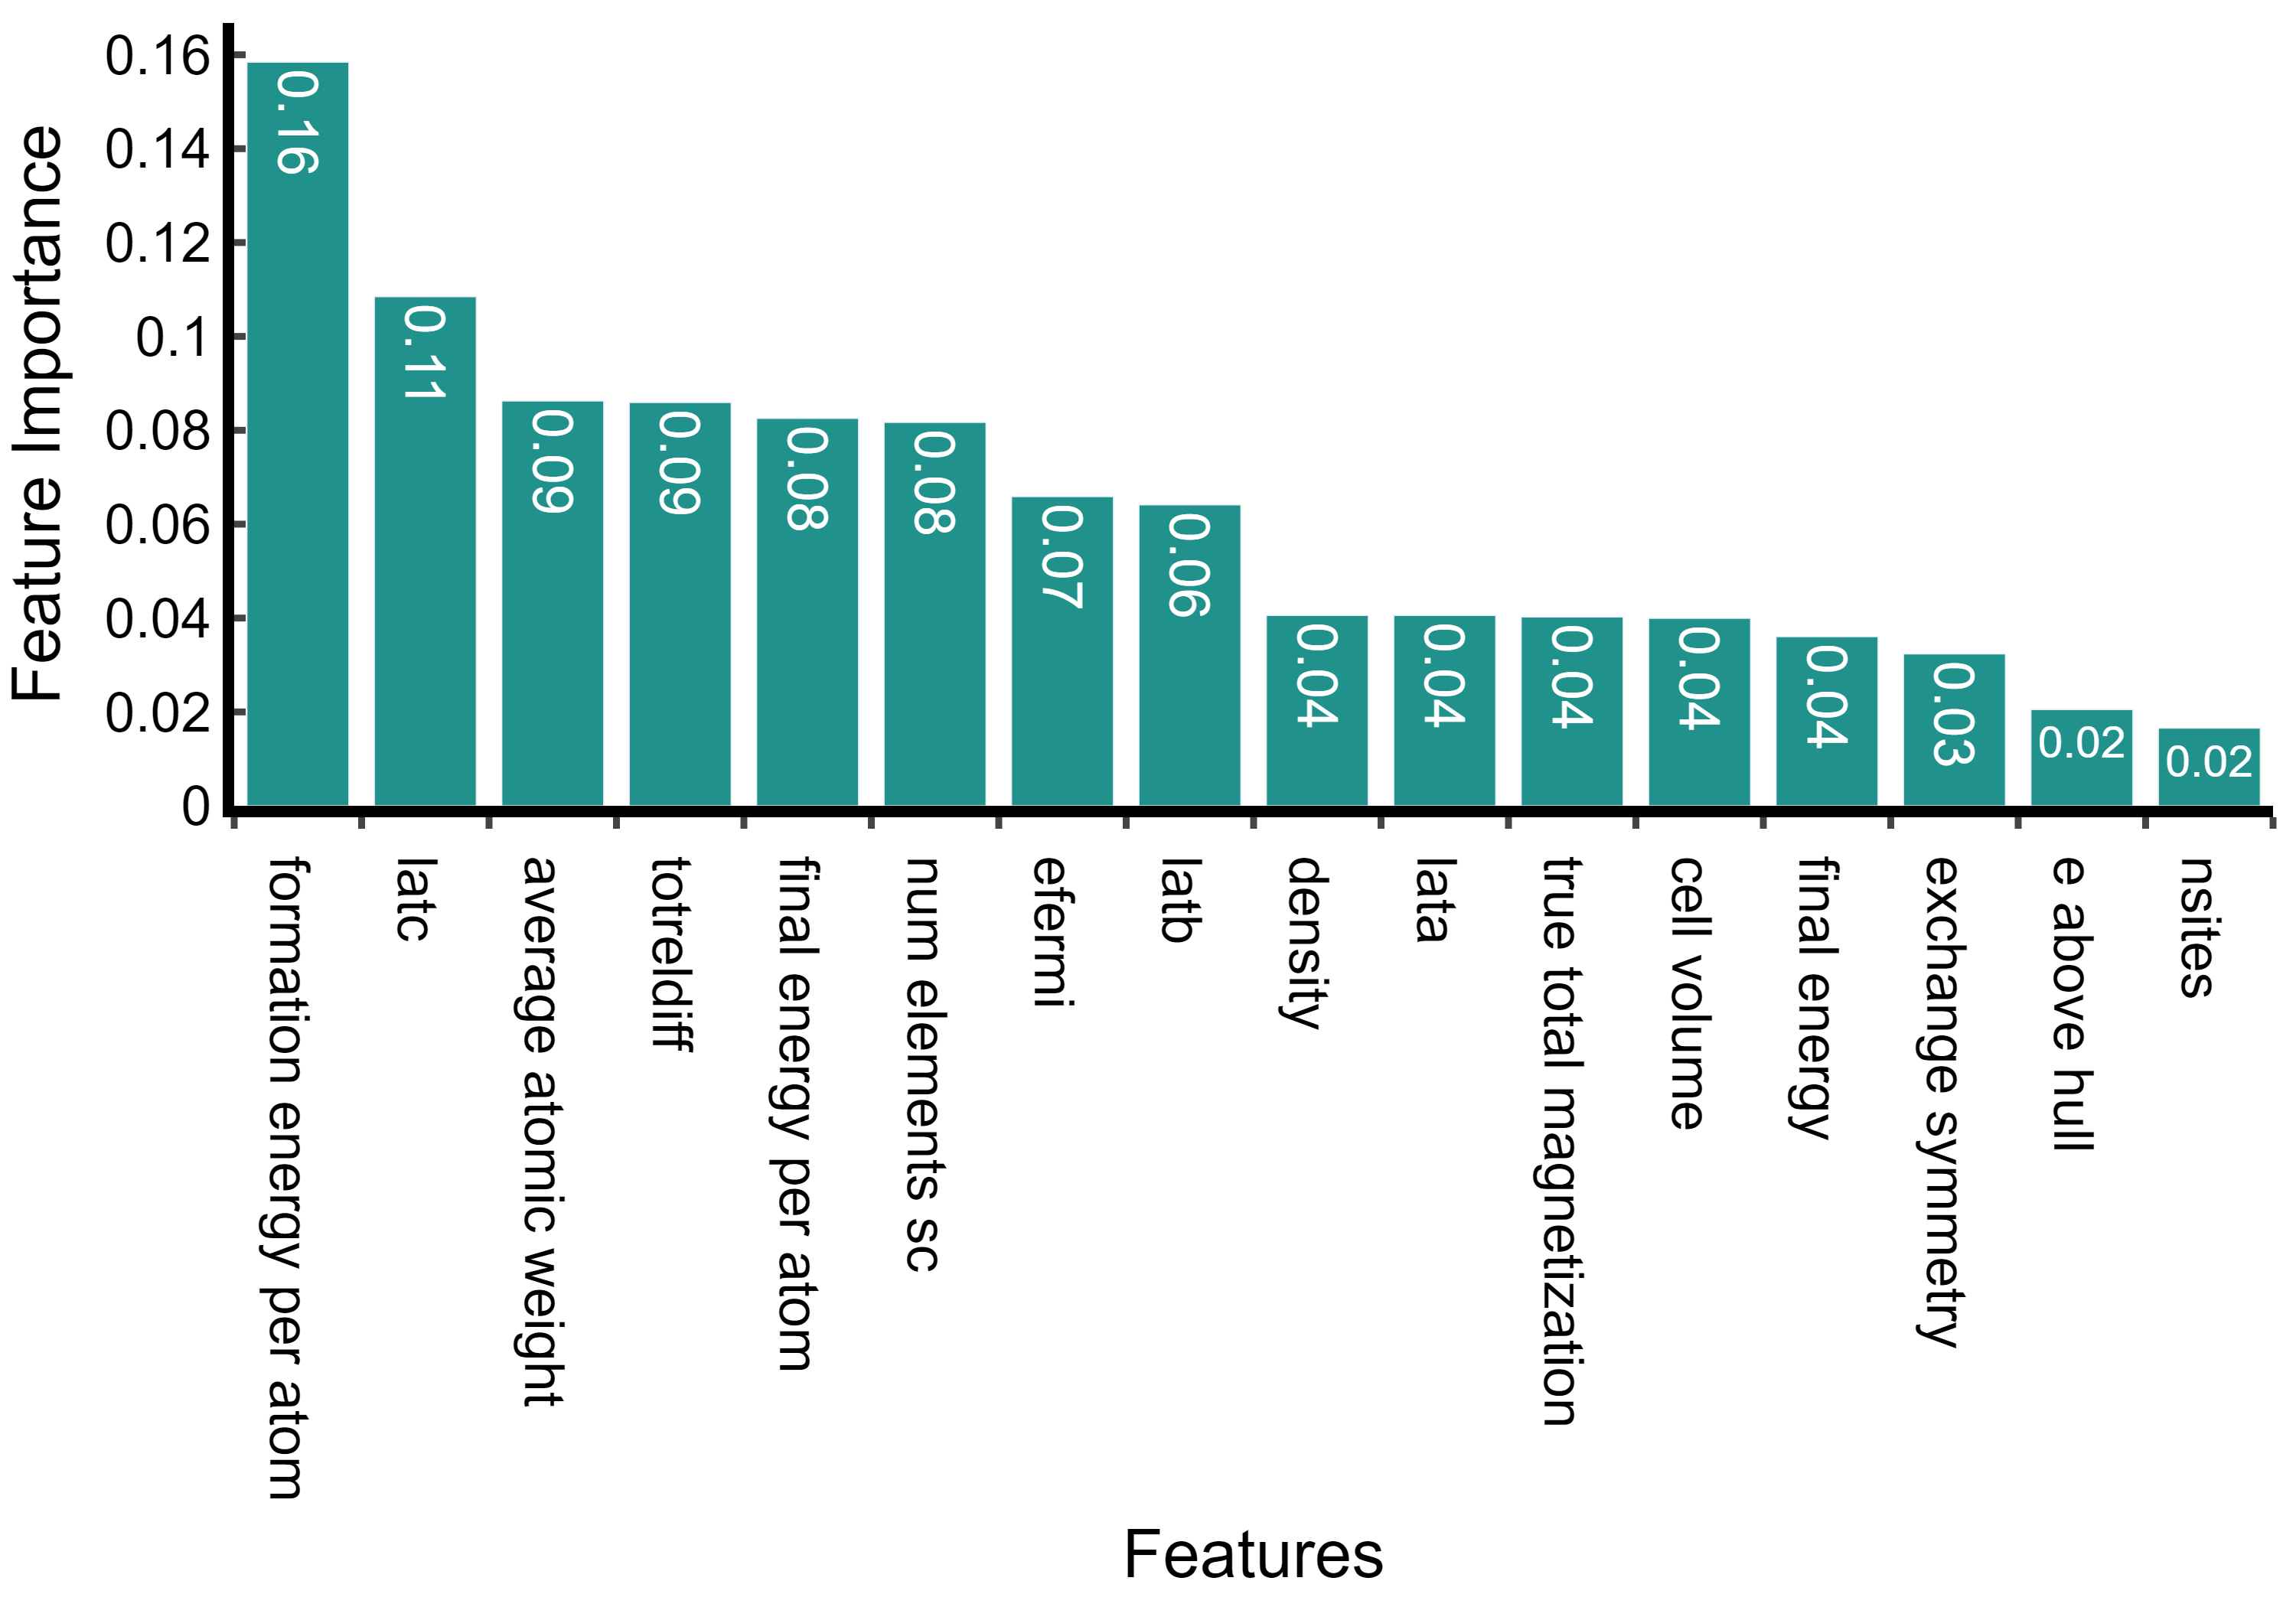 Feature Importance
0.16
0.14
0.12
0.1
0.08
0.06
0.04
0.02
0
0.16
0.11
0.09
0.09
0.08
0.08
0.07
0.06
0.04
0.04
0.04
0.04
0.04
0.03
0.02
0.02
formation energy per atom
latc
average atomic weight
totreldiff
final energy per atom
num elements sc
efermi
latb
density
lata
true total magnetization
cell volume
final energy
exchange symmetry
e above hull
nsites
Features